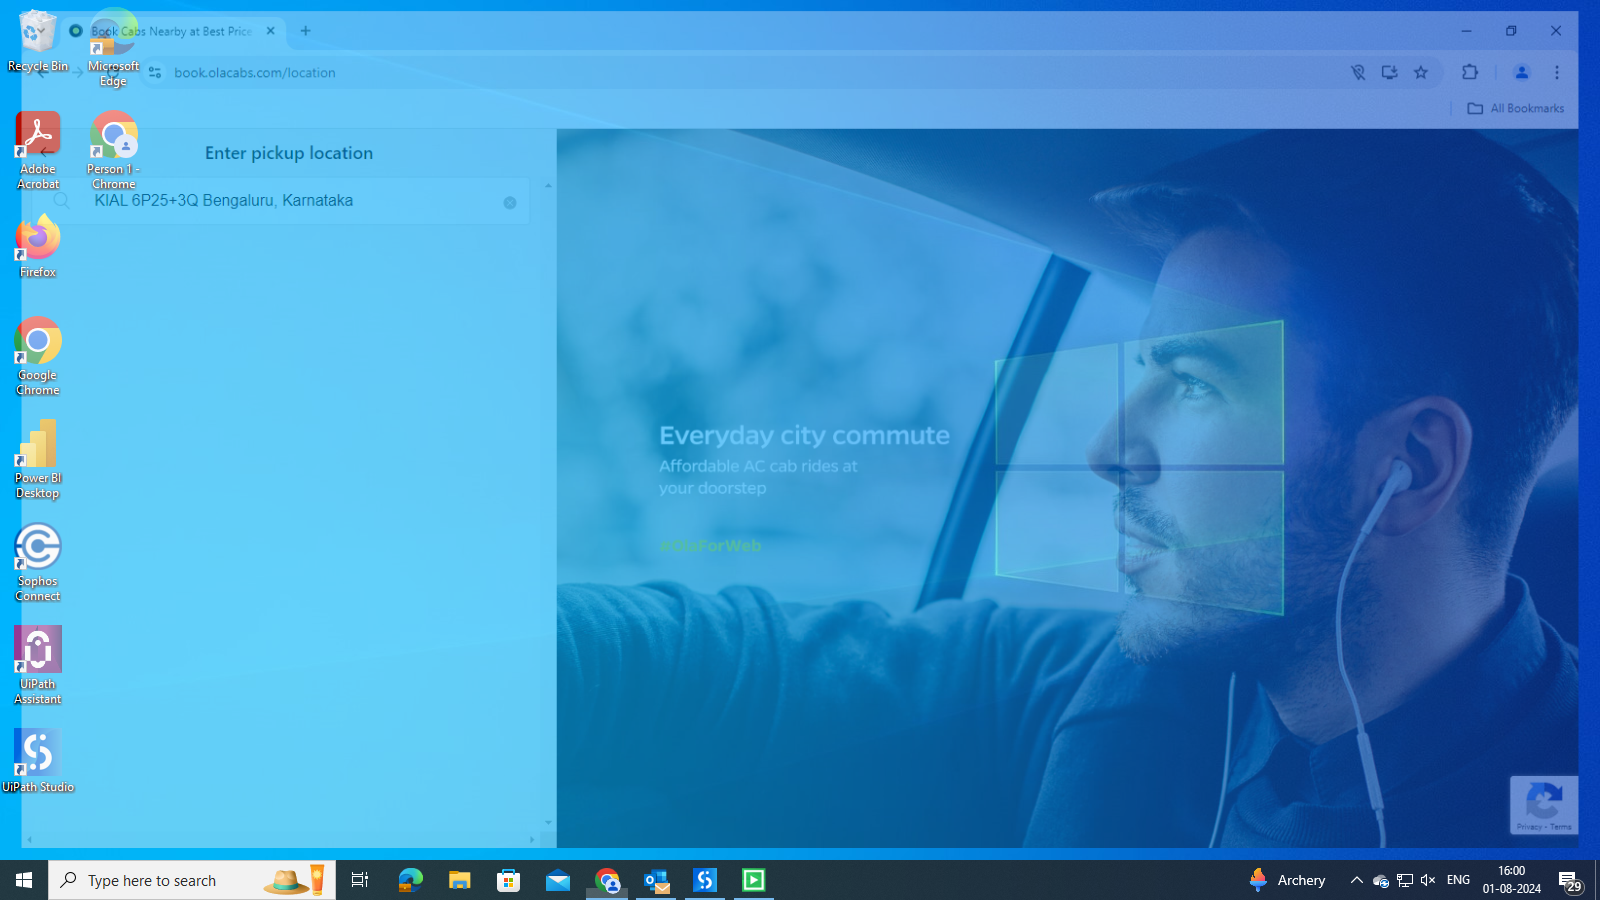 Book Cabs Nearby at Best Price
book.olacabs.com/location
All Bookmarks
Recycle Bin
Microsoft
Edge
Adobe
Acrobat
Person 1 -
Chrome
Firefox
Google
Chrome
Power BI
Desktop
Sophos
Connect
UiPath
Assistant
UiPath Studio
Enter pickup location
KIAL 6P25+3Q Bengaluru, Karnataka
Everyday city commute
Affordable AC cab rides at
your doorstep
#OlaForWeb
Privacy - Terms
Type here to search
Archery
ENG
16:00
01-08-2024
29